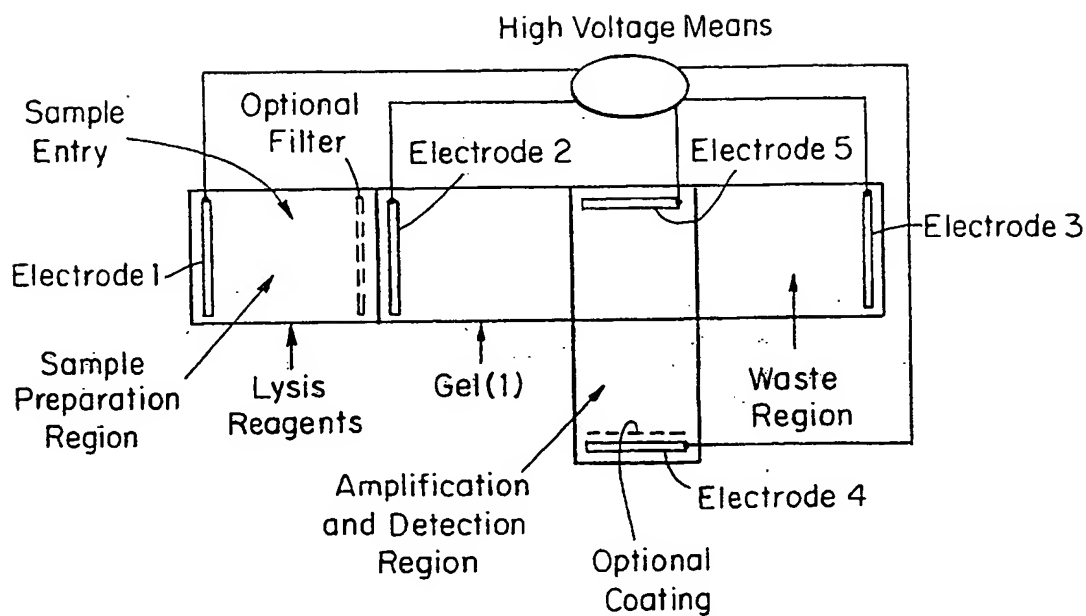 High Voltage Means
Sample
Entry
Optional
Filter
Electrode 2
Electrode 5
Electrode 1
Electrode 3
Sample
Preparation
Region
Lysis
Reagents
Gel(1)
Waste
Region
Amplification
and Detection
Region
Electrode 4
Optional
Coating